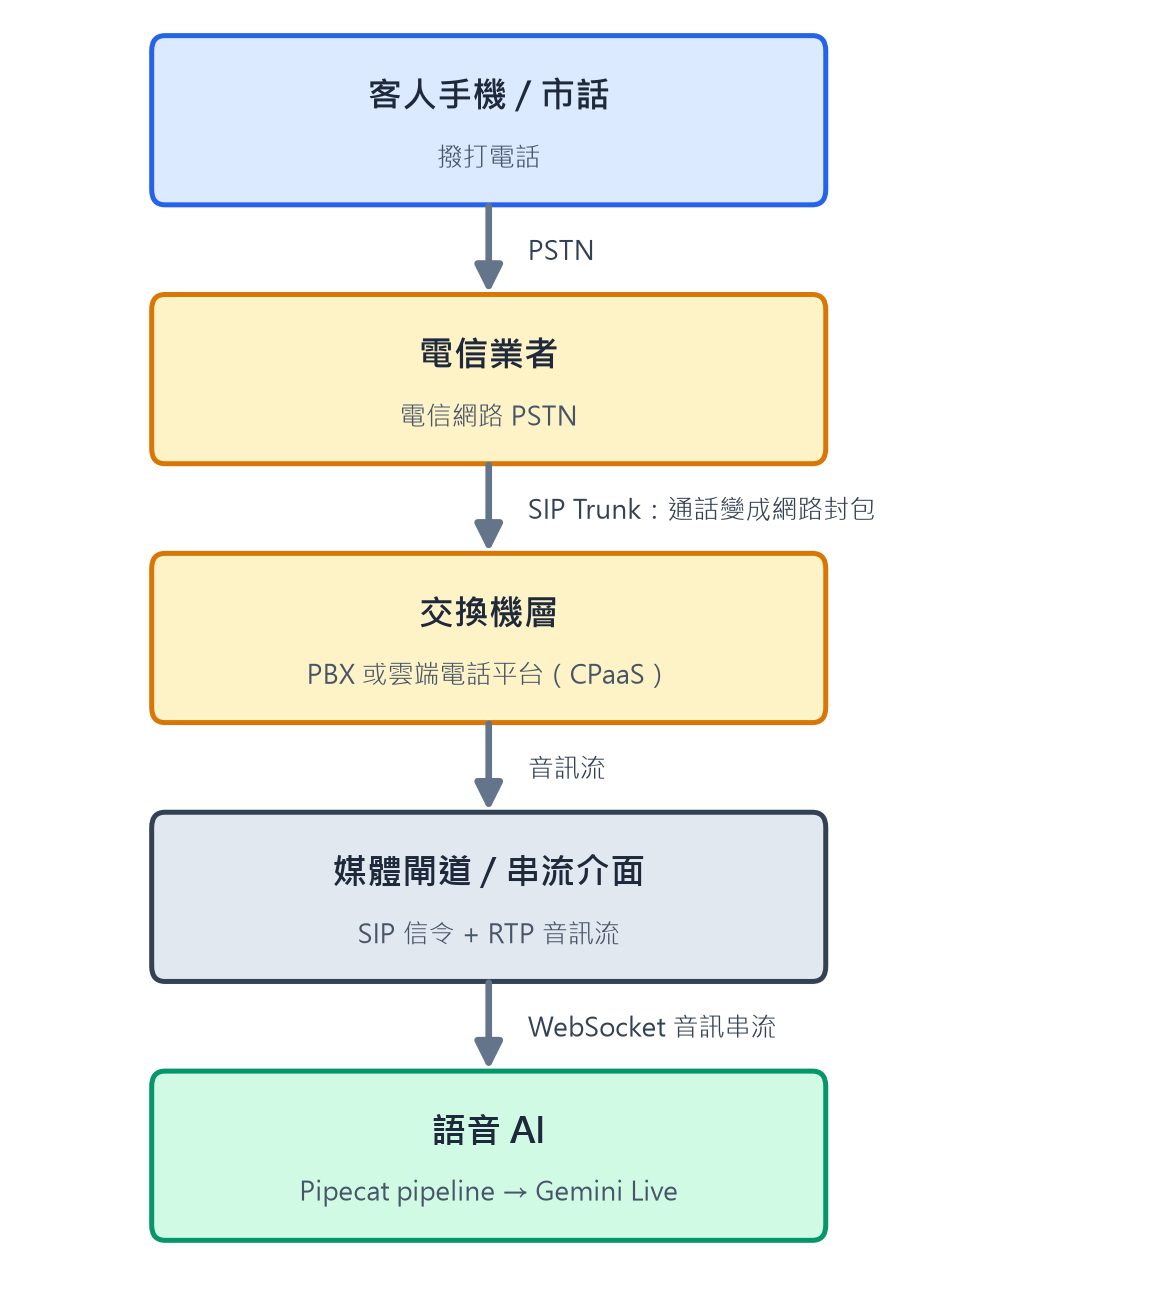 客人手機 / 市話
撥打電話
PSTN
電信業者
電信網路 PSTN
SIP Trunk：通話變成網路封包
交換機層
PBX 或雲端電話平台（CPaaS）
音訊流
媒體閘道 / 串流介面
SIP 信令 + RTP 音訊流
WebSocket 音訊串流
語音 AI
Pipecat pipeline → Gemini Live